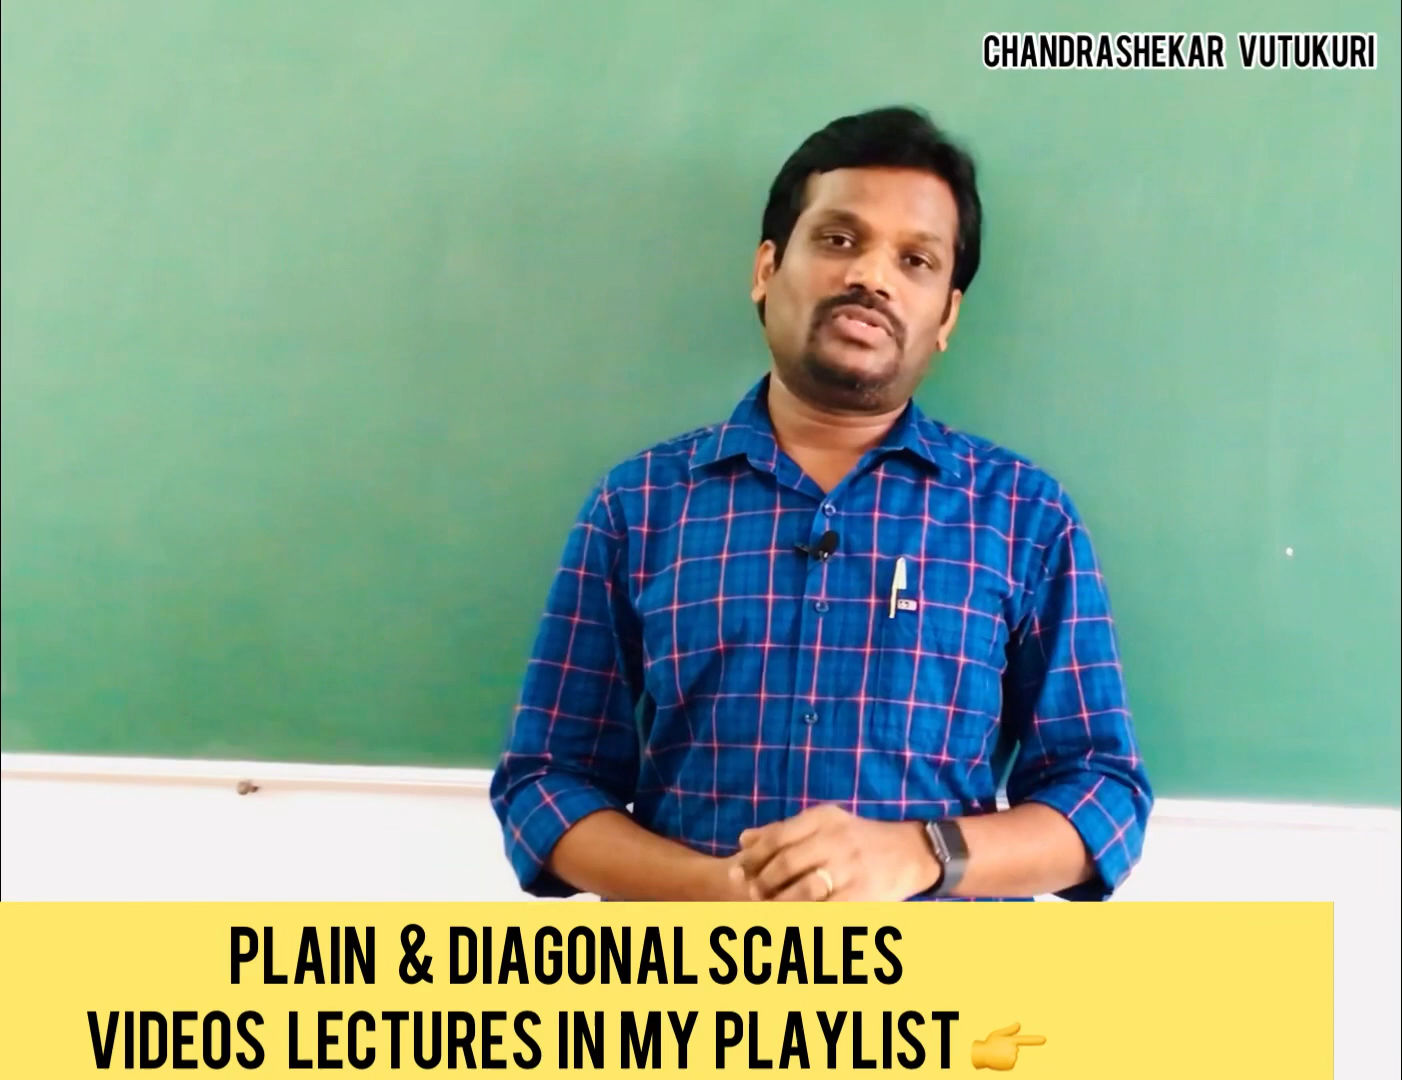 CHANDRASHEKAR VUTUKURI
PLAIN & DIAGONAL SCALES
VIDEOS LECTURES IN MY PLAYLIST 👉